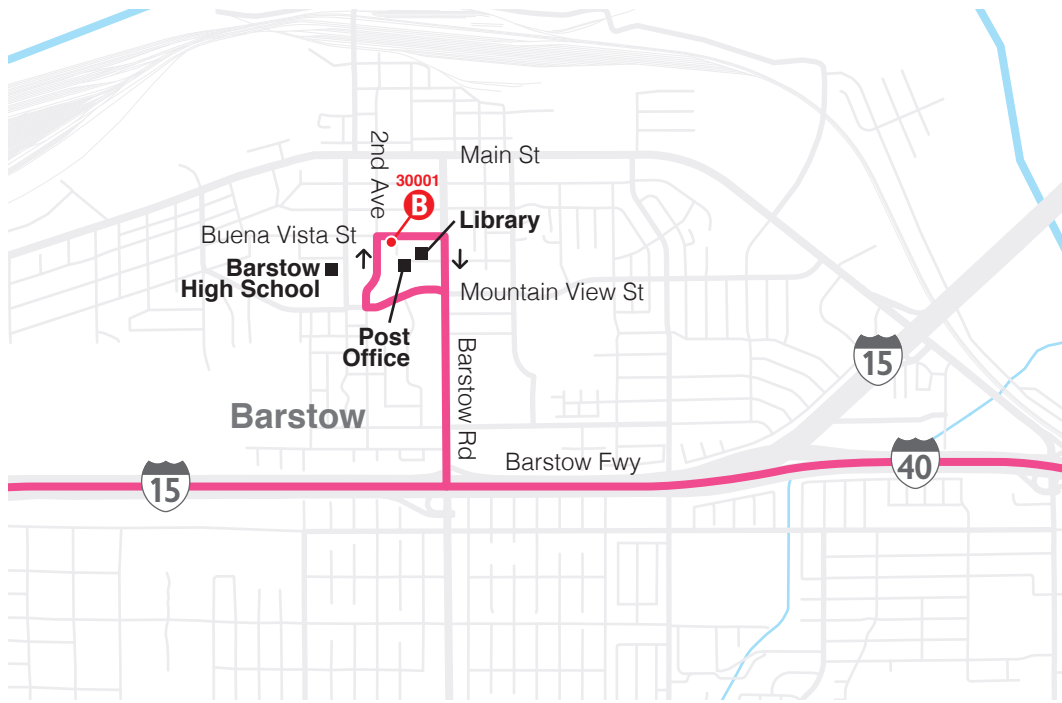 2nd Ave
Main St
30001
B
Library
Buena Vista St
Barstow
High School
Mountain View St
Post
Office
Barstow Rd
15
Barstow
Barstow Fwy
40
15